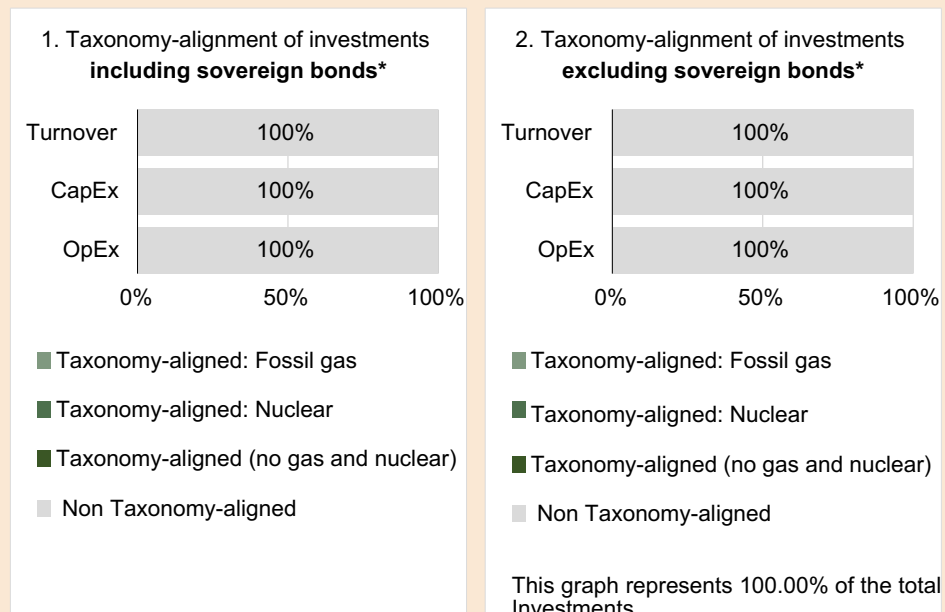 1. Taxonomy-alignment of investments
including sovereign bonds*
Turnover 100%
CapEx 100%
OpEx 100%
0% 50% 100%
Taxonomy-aligned: Fossil gas
Taxonomy-aligned: Nuclear
Taxonomy-aligned (no gas and nuclear)
Non Taxonomy-aligned
2. Taxonomy-alignment of investments
excluding sovereign bonds*
Turnover 100%
CapEx 100%
OpEx 100%
0% 50% 100%
Taxonomy-aligned: Fossil gas
Taxonomy-aligned: Nuclear
Taxonomy-aligned (no gas and nuclear)
Non Taxonomy-aligned
This graph represents 100.00% of the total
Investments